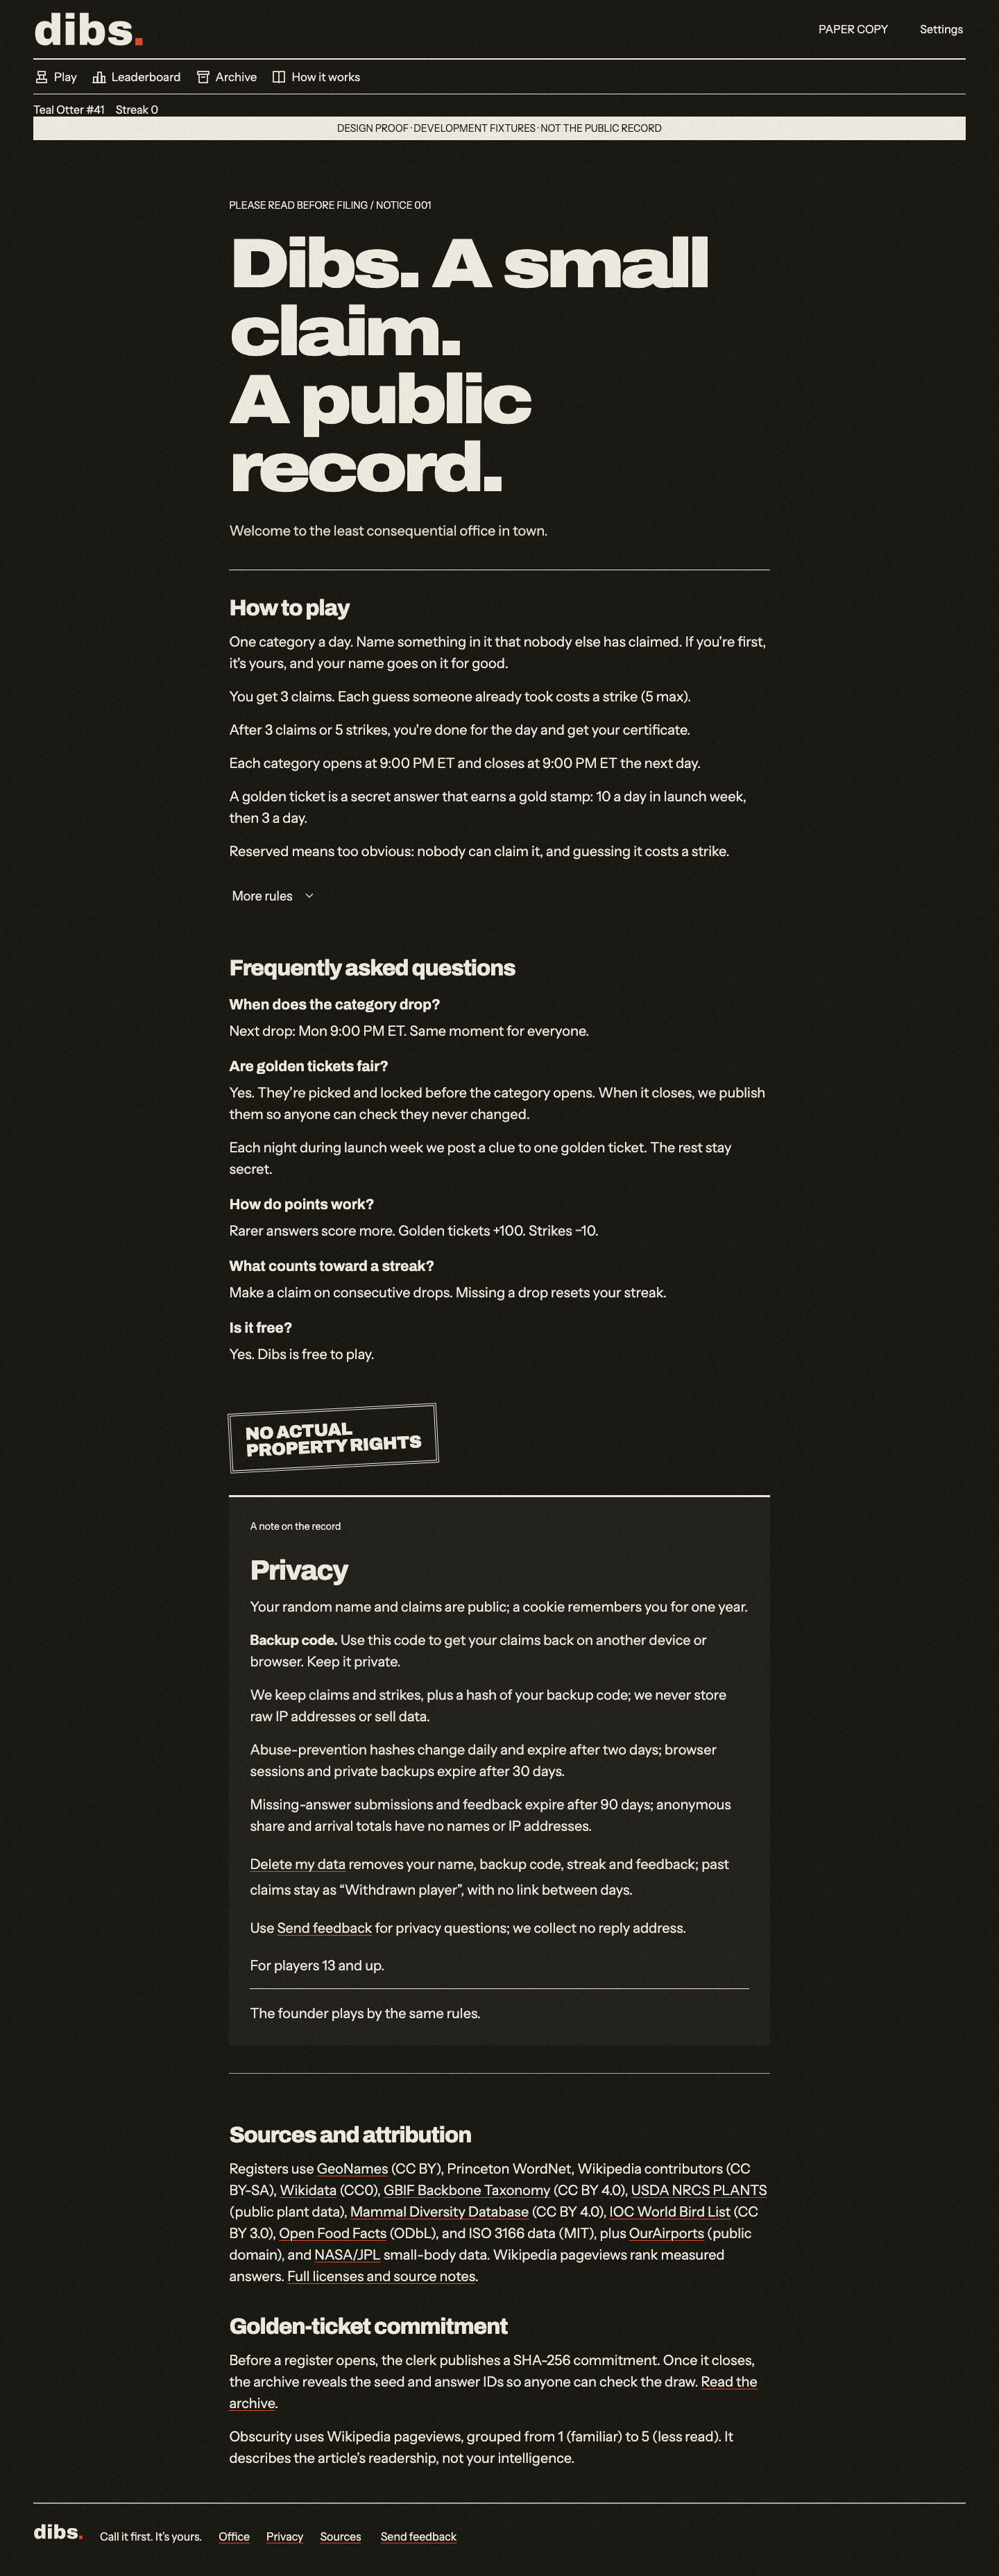 dibs.
PAPER COPY
Settings
Play
Leaderboard
Archive
How it works
Teal Otter #41 Streak 0
DESIGN PROOF · DEVELOPMENT FIXTURES · NOT THE PUBLIC RECORD
PLEASE READ BEFORE FILING / NOTICE 001
Dibs. A small
claim.
A public
record.
Welcome to the least consequential office in town.
How to play
One category a day. Name something in it that nobody else has claimed. If you're first,
it's yours, and your name goes on it for good.
You get 3 claims. Each guess someone already took costs a strike (5 max).
After 3 claims or 5 strikes, you're done for the day and get your certificate.
Each category opens at 9:00 PM ET and closes at 9:00 PM ET the next day.
A golden ticket is a secret answer that earns a gold stamp: 10 a day in launch week,
then 3 a day.
Reserved means too obvious: nobody can claim it, and guessing it costs a strike.
More rules
Frequently asked questions
When does the category drop?
Next drop: Mon 9:00 PM ET. Same moment for everyone.
Are golden tickets fair?
Yes. They're picked and locked before the category opens. When it closes, we publish
them so anyone can check they never changed.
Each night during launch week we post a clue to one golden ticket. The rest stay
secret.
How do points work?
Rarer answers score more. Golden tickets +100. Strikes −10.
What counts toward a streak?
Make a claim on consecutive drops. Missing a drop resets your streak.
Is it free?
Yes. Dibs is free to play.
NO ACTUAL
PROPERTY RIGHTS
A note on the record
Privacy
Your random name and claims are public; a cookie remembers you for one year.
Backup code. Use this code to get your claims back on another device or
browser. Keep it private.
We keep claims and strikes, plus a hash of your backup code; we never store
raw IP addresses or sell data.
Abuse-prevention hashes change daily and expire after two days; browser
sessions and private backups expire after 30 days.
Missing-answer submissions and feedback expire after 90 days; anonymous
share and arrival totals have no names or IP addresses.
Delete my data removes your name, backup code, streak and feedback; past
claims stay as “Withdrawn player”, with no link between days.
Use Send feedback for privacy questions; we collect no reply address.
For players 13 and up.
The founder plays by the same rules.
Sources and attribution
Registers use GeoNames (CC BY), Princeton WordNet, Wikipedia contributors (CC
BY-SA), Wikidata (CC0), GBIF Backbone Taxonomy (CC BY 4.0), USDA NRCS PLANTS
(public plant data), Mammal Diversity Database (CC BY 4.0), IOC World Bird List (CC
BY 3.0), Open Food Facts (ODbL), and ISO 3166 data (MIT), plus OurAirports (public
domain), and NASA/JPL small-body data. Wikipedia pageviews rank measured
answers. Full licenses and source notes.
Golden-ticket commitment
Before a register opens, the clerk publishes a SHA-256 commitment. Once it closes,
the archive reveals the seed and answer IDs so anyone can check the draw. Read the
archive.
Obscurity uses Wikipedia pageviews, grouped from 1 (familiar) to 5 (less read). It
describes the article's readership, not your intelligence.
dibs. Call it first. It's yours. Office Privacy Sources Send feedback